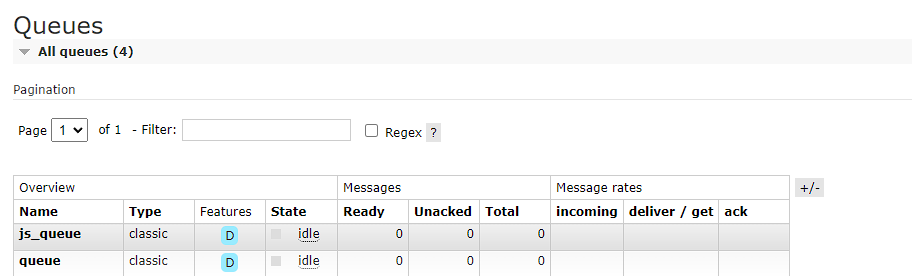 Queues
All queues (4)
Pagination
Page 1 of 1 - Filter: Regex ?
Overview Messages Message rates +/-
Name Type Features State Ready Unacked Total incoming deliver / get ack
js_queue classic D idle 0 0 0
queue classic D idle 0 0 0